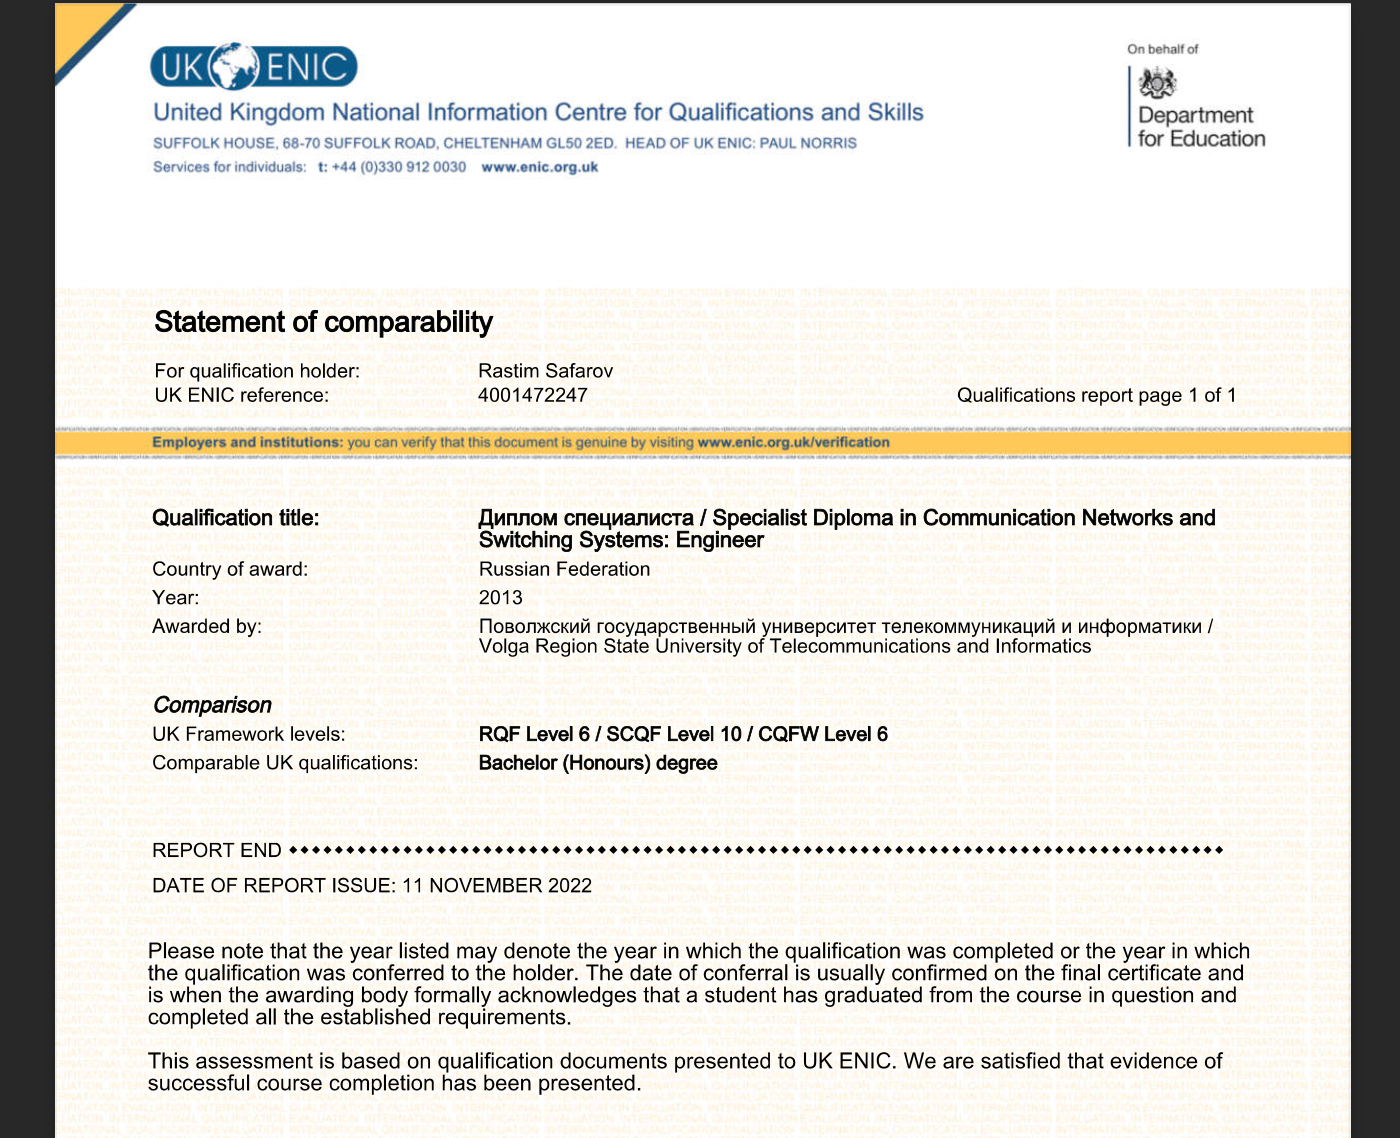 UK ENIC
On behalf of
Department
for Education
United Kingdom National Information Centre for Qualifications and Skills
SUFFOLK HOUSE, 68-70 SUFFOLK ROAD, CHELTENHAM GL50 2ED. HEAD OF UK ENIC: PAUL NORRIS
Services for individuals: t: +44 (0)330 912 0030 www.enic.org.uk
Statement of comparability
For qualification holder: Rastim Safarov
UK ENIC reference: 4001472247 Qualifications report page 1 of 1
Employers and institutions: you can verify that this document is genuine by visiting www.enic.org.uk/verification
Qualification title: Диплом специалиста / Specialist Diploma in Communication Networks and
Switching Systems: Engineer
Country of award: Russian Federation
Year: 2013
Awarded by: Поволжский государственный университет телекоммуникаций и информатики /
Volga Region State University of Telecommunications and Informatics
Comparison
UK Framework levels: RQF Level 6 / SCQF Level 10 / CQFW Level 6
Comparable UK qualifications: Bachelor (Honours) degree
REPORT END
DATE OF REPORT ISSUE: 11 NOVEMBER 2022
Please note that the year listed may denote the year in which the qualification was completed or the year in which
the qualification was conferred to the holder. The date of conferral is usually confirmed on the final certificate and
is when the awarding body formally acknowledges that a student has graduated from the course in question and
completed all the established requirements.
This assessment is based on qualification documents presented to UK ENIC. We are satisfied that evidence of
successful course completion has been presented.